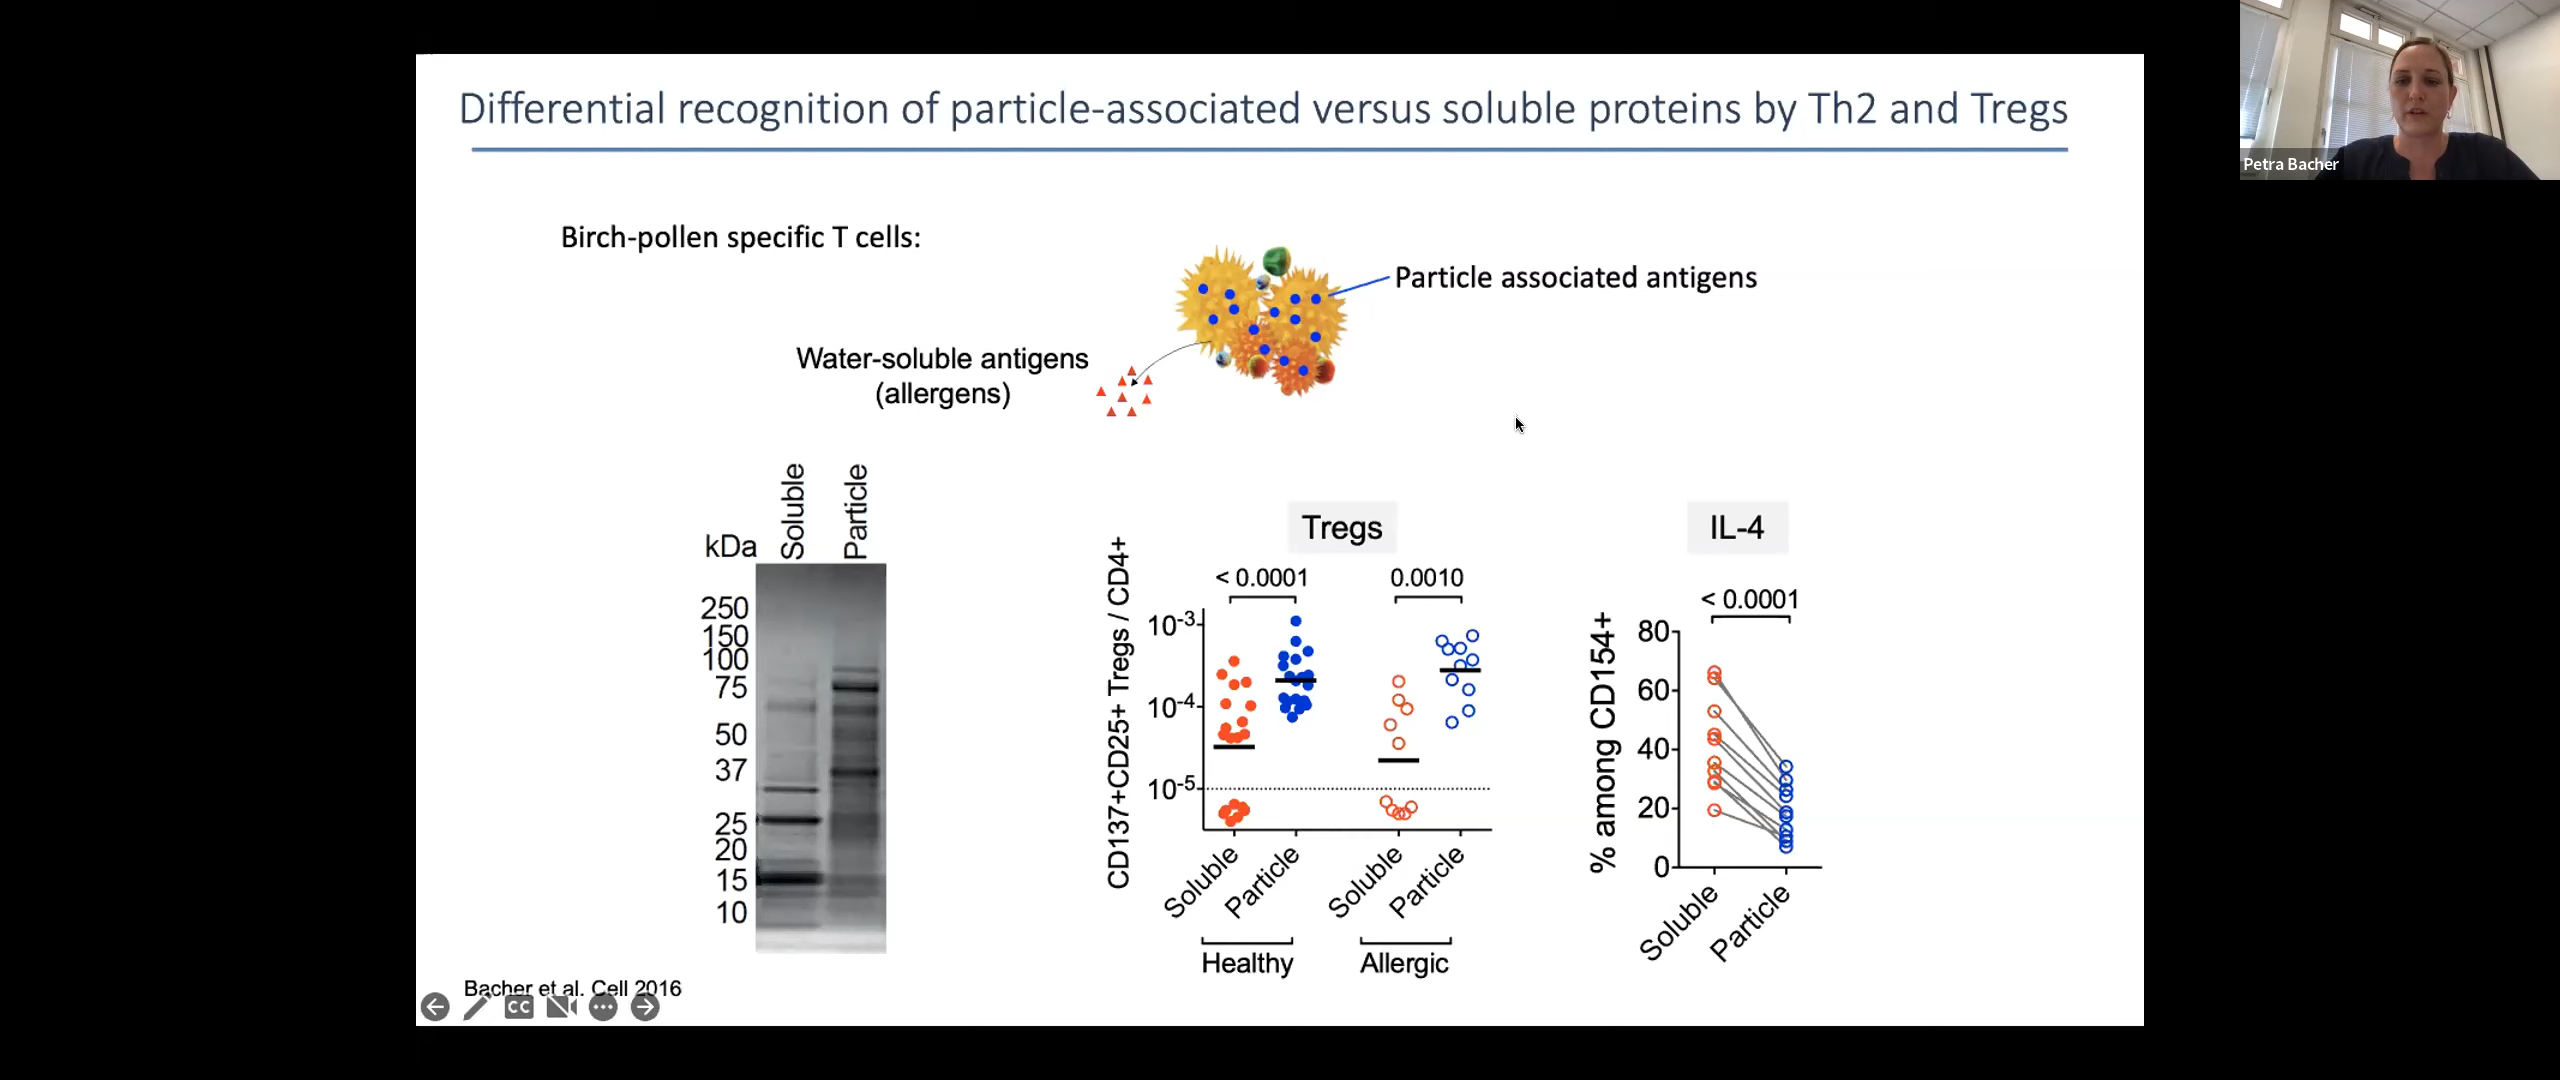 Differential recognition of particle-associated versus soluble proteins by Th2 and Tregs
Petra Bacher
Birch-pollen specific T cells:
Particle associated antigens
Water-soluble antigens
(allergens)
kDa
Soluble
Particle
250
150
100
75
50
37
25
20
15
10
Tregs
CD137+CD25+ Tregs / CD4+
< 0.0001
0.0010
10-3
10-4
10-5
Soluble
Particle
Soluble
Particle
Healthy
Allergic
IL-4
< 0.0001
% among CD154+
80
60
40
20
0
Soluble
Particle
Bacher et al. Cell 2016
CC